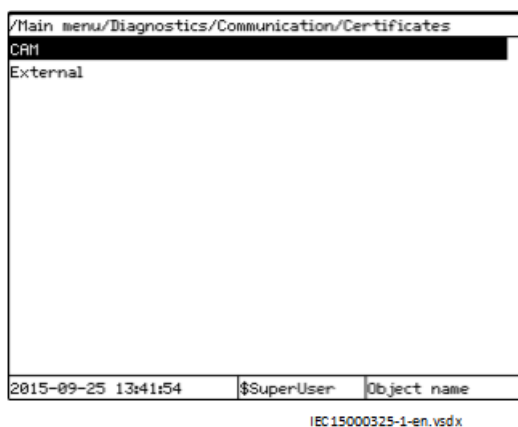 /Main menu/Diagnostics/Communication/Certificates
CAM
External
2015-09-25 13:41:54 $SuperUser Object name
IEC15000325-1-en.vsdx